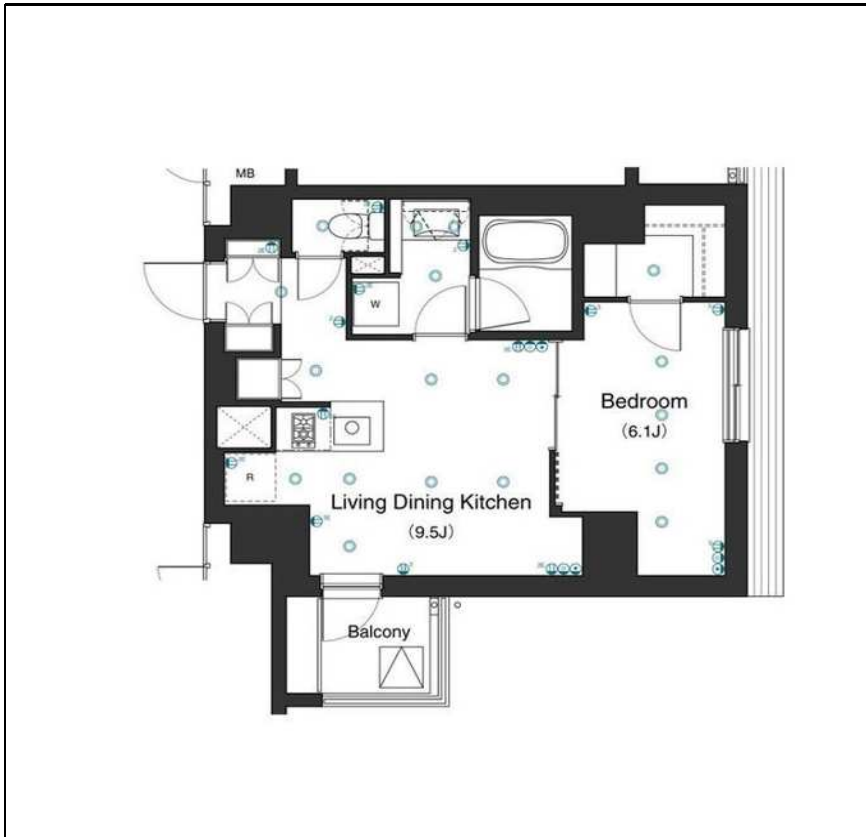 MB
W
Bedroom
(6.1J)
R
Living Dining Kitchen
(9.5J)
Balcony